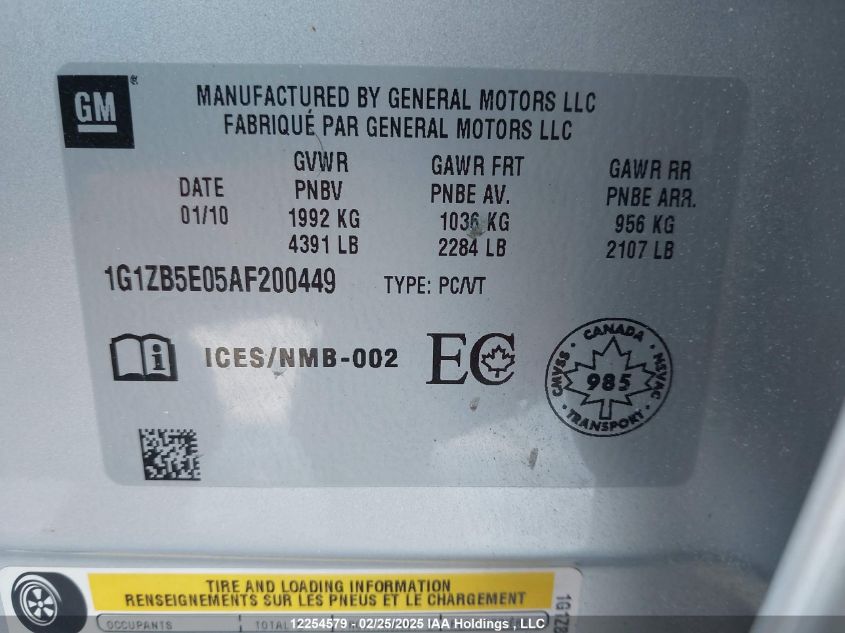 GM
MANUFACTURED BY GENERAL MOTORS LLC
FABRIQUÉ PAR GENERAL MOTORS LLC
DATE
01/10
GVWR
PNBV
1992 KG
4391 LB
GAWR FRT
PNBE AV.
1036 KG
2284 LB
GAWR RR
PNBE ARR.
956 KG
2107 LB
1G1ZB5E05AF200449 TYPE: PC/VT
i ICES/NMB-002 EC
CANADA
CMVSS 985 NSVAC
TRANSPORT
TIRE AND LOADING INFORMATION
RENSEIGNEMENTS SUR LES PNEUS ET LE CHARGEMENT
OCCUPANTS TOTAL
1G1ZB
12254579 - 02/25/2025 IAA Holdings , LLC